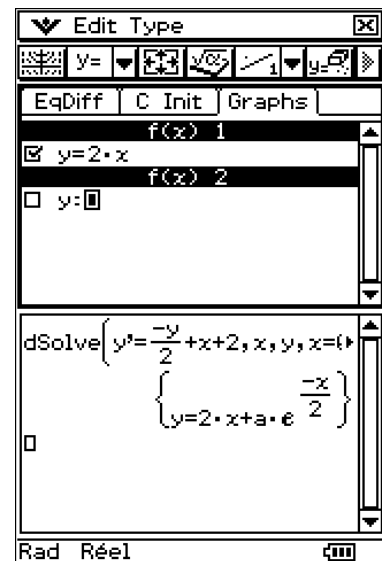 Edit Type
y=
y=
EqDiff C Init Graphs
f(x) 1
y=2·x
f(x) 2
y:
dSolve(y'=-y/2+x+2,x,y,x=(
{y=2·x+a·e^(-x/2)}
Rad Réel